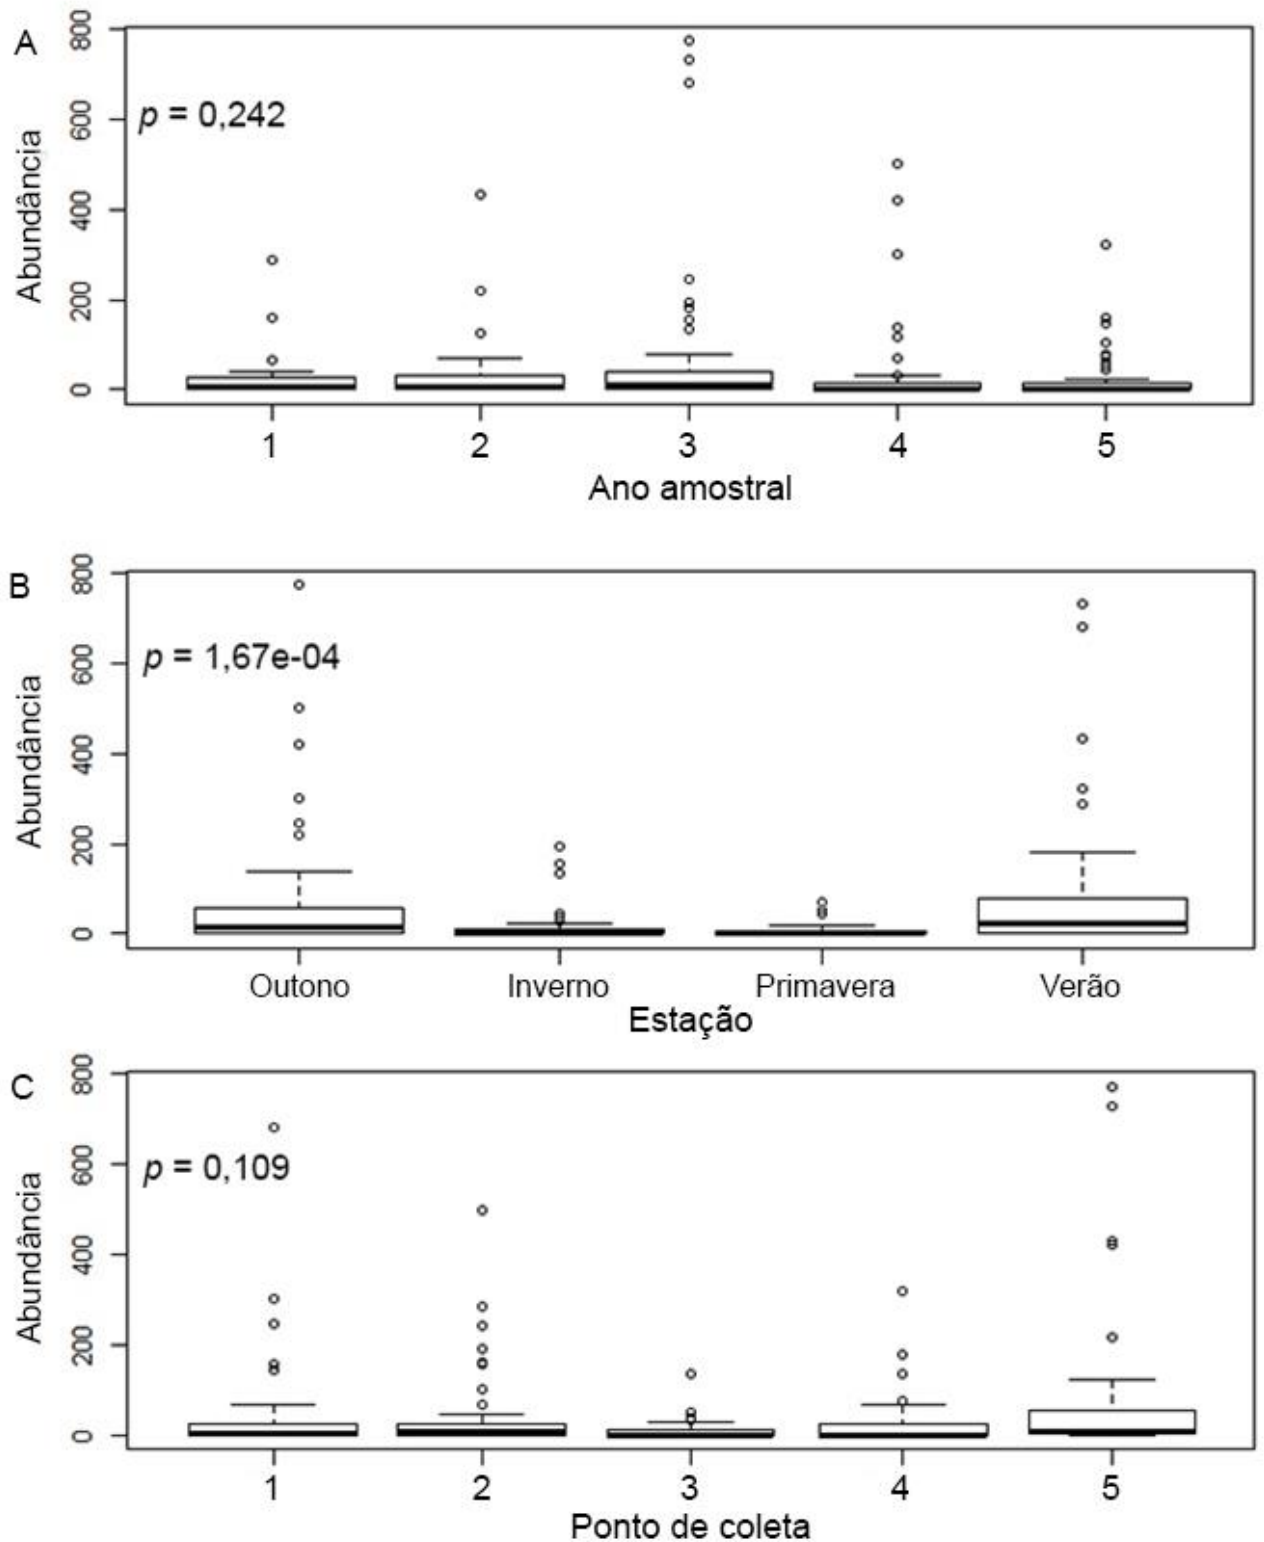 A
Abundância
800
600
400
200
0
p = 0,242
1 2 3 4 5
Ano amostral
B
Abundância
800
600
400
200
0
p = 1,67e-04
Outono Inverno Primavera Verão
Estação
C
Abundância
800
600
400
200
0
p = 0,109
1 2 3 4 5
Ponto de coleta